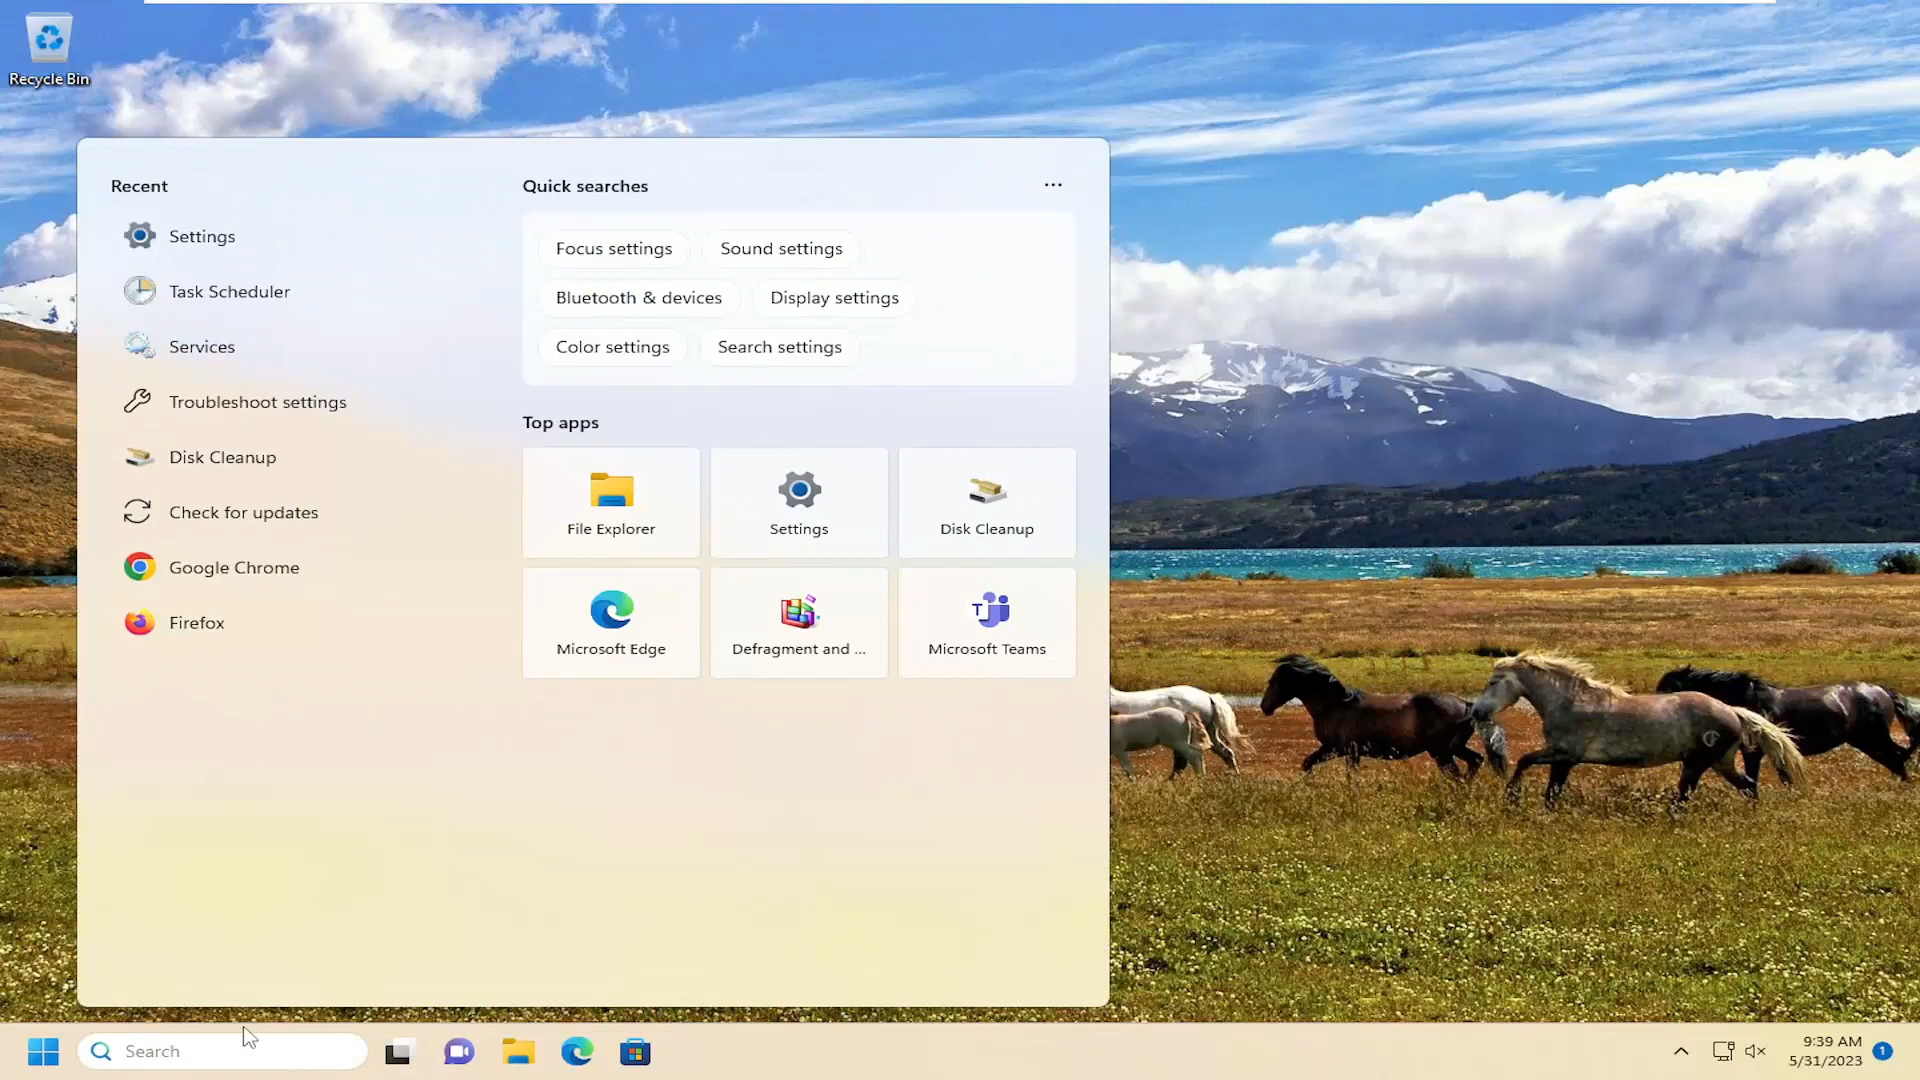 Recycle Bin
Recent
Settings
Task Scheduler
Services
Troubleshoot settings
Disk Cleanup
Check for updates
Google Chrome
Firefox
Quick searches
Focus settings
Sound settings
Bluetooth & devices
Display settings
Color settings
Search settings
Top apps
File Explorer
Settings
Disk Cleanup
Microsoft Edge
Defragment and ...
Microsoft Teams
Search
9:39 AM
5/31/2023
1